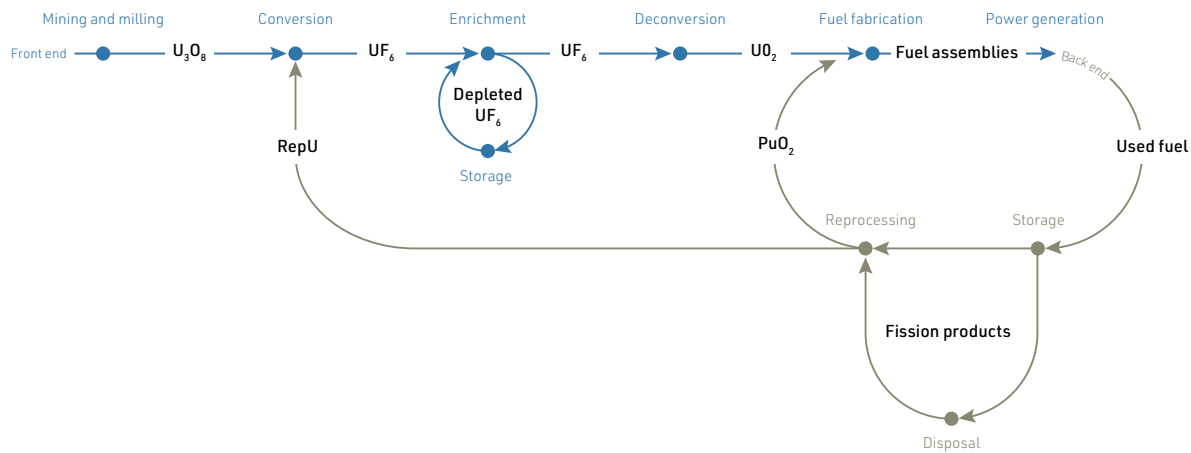 Mining and milling
Conversion
Enrichment
Deconversion
Fuel fabrication
Power generation
Front end
U₃O₈
UF₆
UF₆
U0₂
Fuel assemblies
Back end
Depleted
UF₆
Storage
RepU
PuO₂
Used fuel
Reprocessing
Storage
Fission products
Disposal